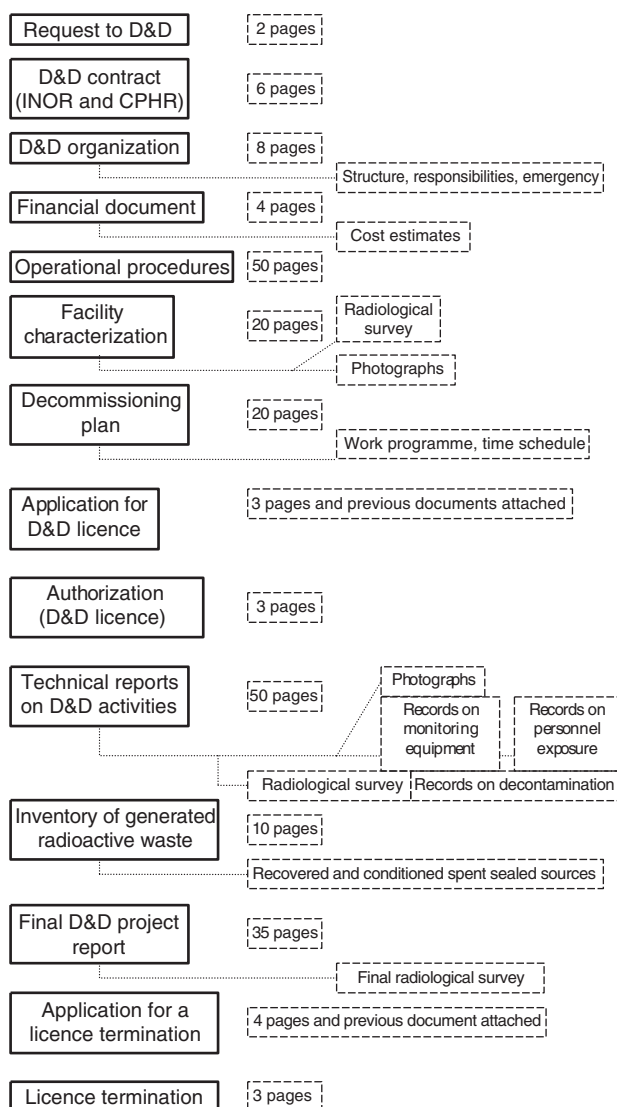 Request to D&D
2 pages
D&D contract
(INOR and CPHR)
6 pages
D&D organization
8 pages
Structure, responsibilities, emergency
Financial document
4 pages
Cost estimates
Operational procedures
50 pages
Facility
characterization
20 pages
Radiological
survey
Photographs
Decommissioning
plan
20 pages
Work programme, time schedule
Application for
D&D licence
3 pages and previous documents attached
Authorization
(D&D licence)
3 pages
Technical reports
on D&D activities
50 pages
Photographs
Records on
monitoring
equipment
Records on
personnel
exposure
Radiological survey
Records on decontamination
Inventory of generated
radioactive waste
10 pages
Recovered and conditioned spent sealed sources
Final D&D project
report
35 pages
Final radiological survey
Application for a
licence termination
4 pages and previous document attached
Licence termination
3 pages